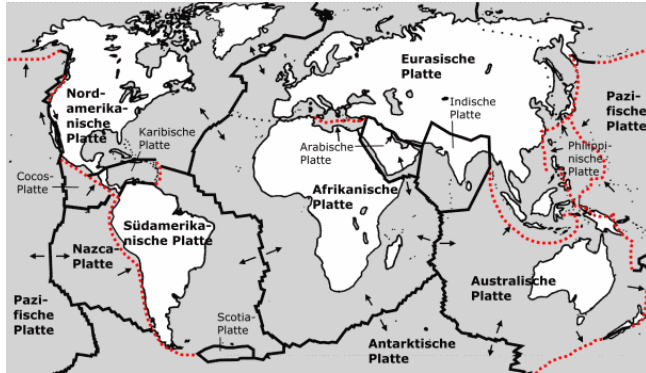 Eurasische
Platte
Nord-
amerika-
nische
Platte
Karibische
Platte
Indische
Platte
Pazi-
fische
Platte
Arabische
Platte
Philippi-
nische
Platte
Cocos-
Platte
Afrikanische
Platte
Südamerika-
nische Platte
Nazca-
Platte
Australische
Platte
Pazi-
fische
Platte
Scotia-
Platte
Antarktische
Platte